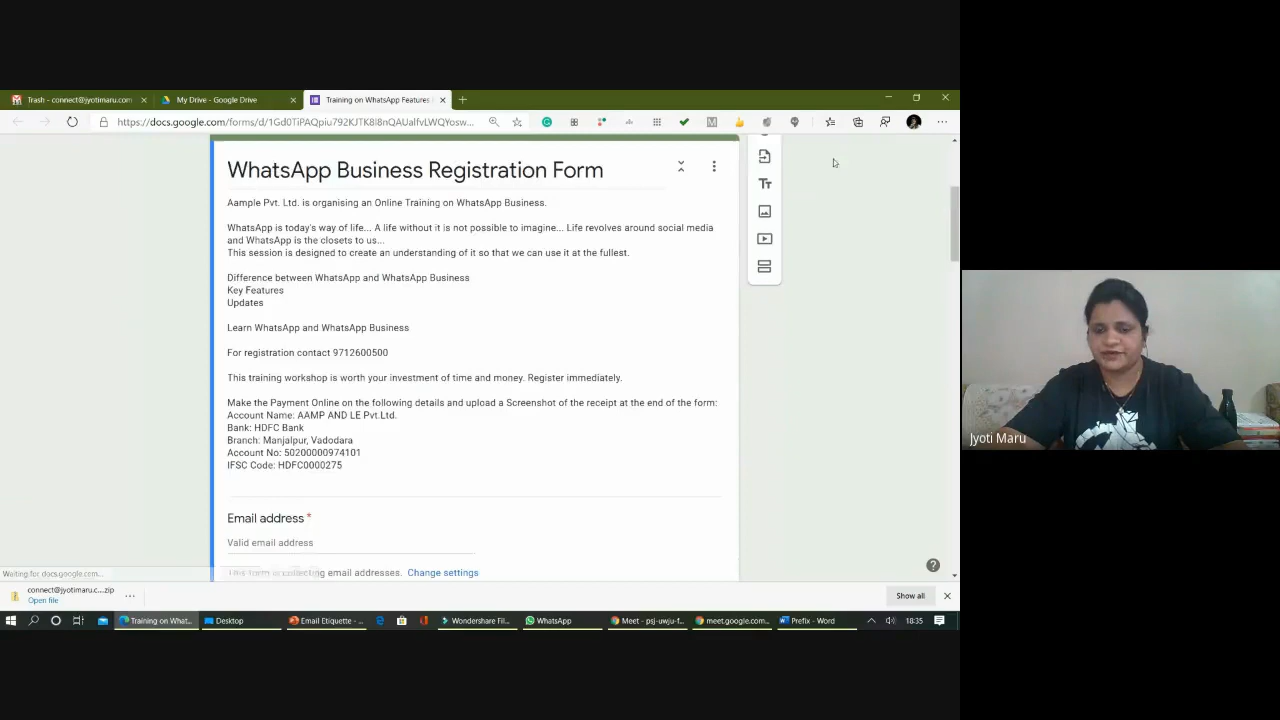 Trash - connect@jyotimaru.com
My Drive - Google Drive
Training on WhatsApp Features
https://docs.google.com/forms/d/1Gd0TiPAQpiu792KJTK8l8nQAUalfvLWQYosw...
WhatsApp Business Registration Form
Aample Pvt. Ltd. is organising an Online Training on WhatsApp Business.
WhatsApp is today's way of life... A life without it is not possible to imagine... Life revolves around social media
and WhatsApp is the closets to us...
This session is designed to create an understanding of it so that we can use it at the fullest.
Difference between WhatsApp and WhatsApp Business
Key Features
Updates
Learn WhatsApp and WhatsApp Business
For registration contact 9712600500
This training workshop is worth your investment of time and money. Register immediately.
Make the Payment Online on the following details and upload a Screenshot of the receipt at the end of the form:
Account Name: AAMP AND LE Pvt.Ltd.
Bank: HDFC Bank
Branch: Manjalpur, Vadodara
Account No: 50200000974101
IFSC Code: HDFC0000275
Email address *
Valid email address
This form is collecting email addresses. Change settings
Waiting for docs.google.com...
connect@jyotimaru.c....zip
Open file
Show all
Training on What...
Desktop
Email Etiquette - ...
Wondershare Fil...
WhatsApp
Meet - psj-uwju-f...
meet.google.com...
Prefix - Word
18:35
Jyoti Maru